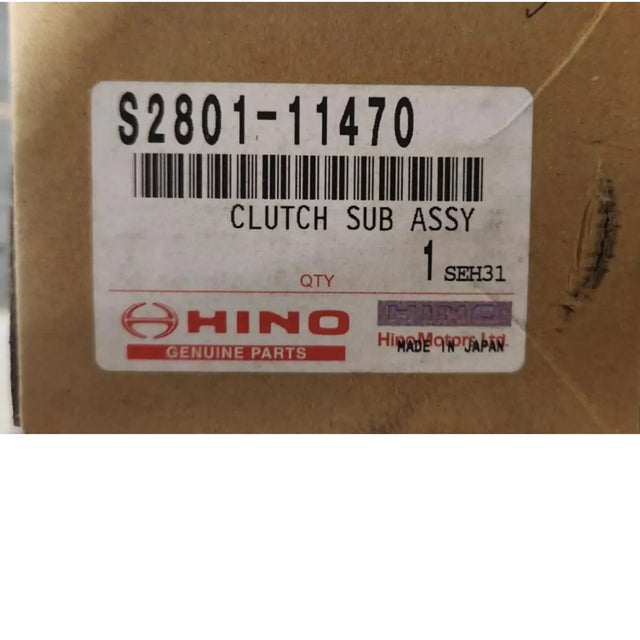 S2801-11470
CLUTCH SUB ASSY
QTY 1 SEH31
HINO HINO
GENUINE PARTS
Hino Motors, Ltd.
MADE IN JAPAN